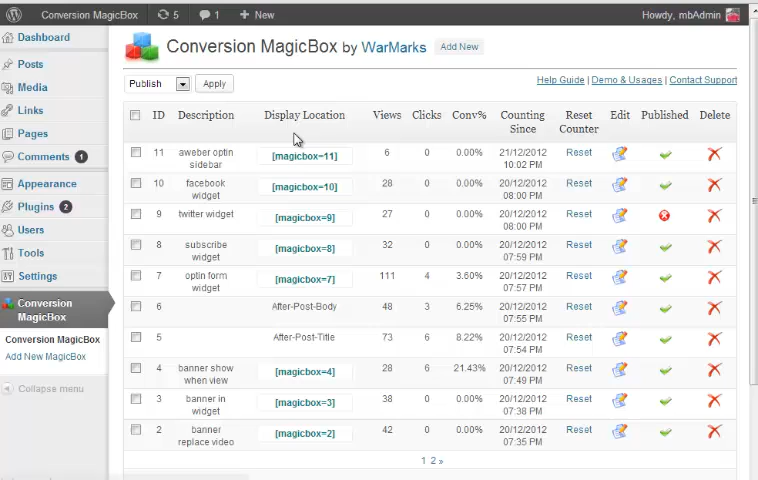 Conversion MagicBox 5 1 + New Howdy, mbAdmin
Dashboard
Posts
Media
Links
Pages
Comments 1
Appearance
Plugins 2
Users
Tools
Settings
Conversion
MagicBox
Conversion MagicBox
Add New MagicBox
Collapse menu
Conversion MagicBox by WarMarks Add New
Publish Apply Help Guide | Demo & Usages | Contact Support
ID Description Display Location Views Clicks Conv% Counting Since Reset Counter Edit Published Delete
11 aweber optin sidebar [magicbox=11] 6 0 0.00% 21/12/2012 10:02 PM Reset
10 facebook widget [magicbox=10] 28 0 0.00% 20/12/2012 08:00 PM Reset
9 twitter widget [magicbox=9] 27 0 0.00% 20/12/2012 08:00 PM Reset
8 subscribe widget [magicbox=8] 32 0 0.00% 20/12/2012 07:59 PM Reset
7 optin form widget [magicbox=7] 111 4 3.60% 20/12/2012 07:57 PM Reset
6 After-Post-Body 48 3 6.25% 20/12/2012 07:55 PM Reset
5 After-Post-Title 73 6 8.22% 20/12/2012 07:54 PM Reset
4 banner show when view [magicbox=4] 28 6 21.43% 20/12/2012 07:49 PM Reset
3 banner in widget [magicbox=3] 38 0 0.00% 20/12/2012 07:38 PM Reset
2 banner replace video [magicbox=2] 42 0 0.00% 20/12/2012 07:35 PM Reset
1 2 »